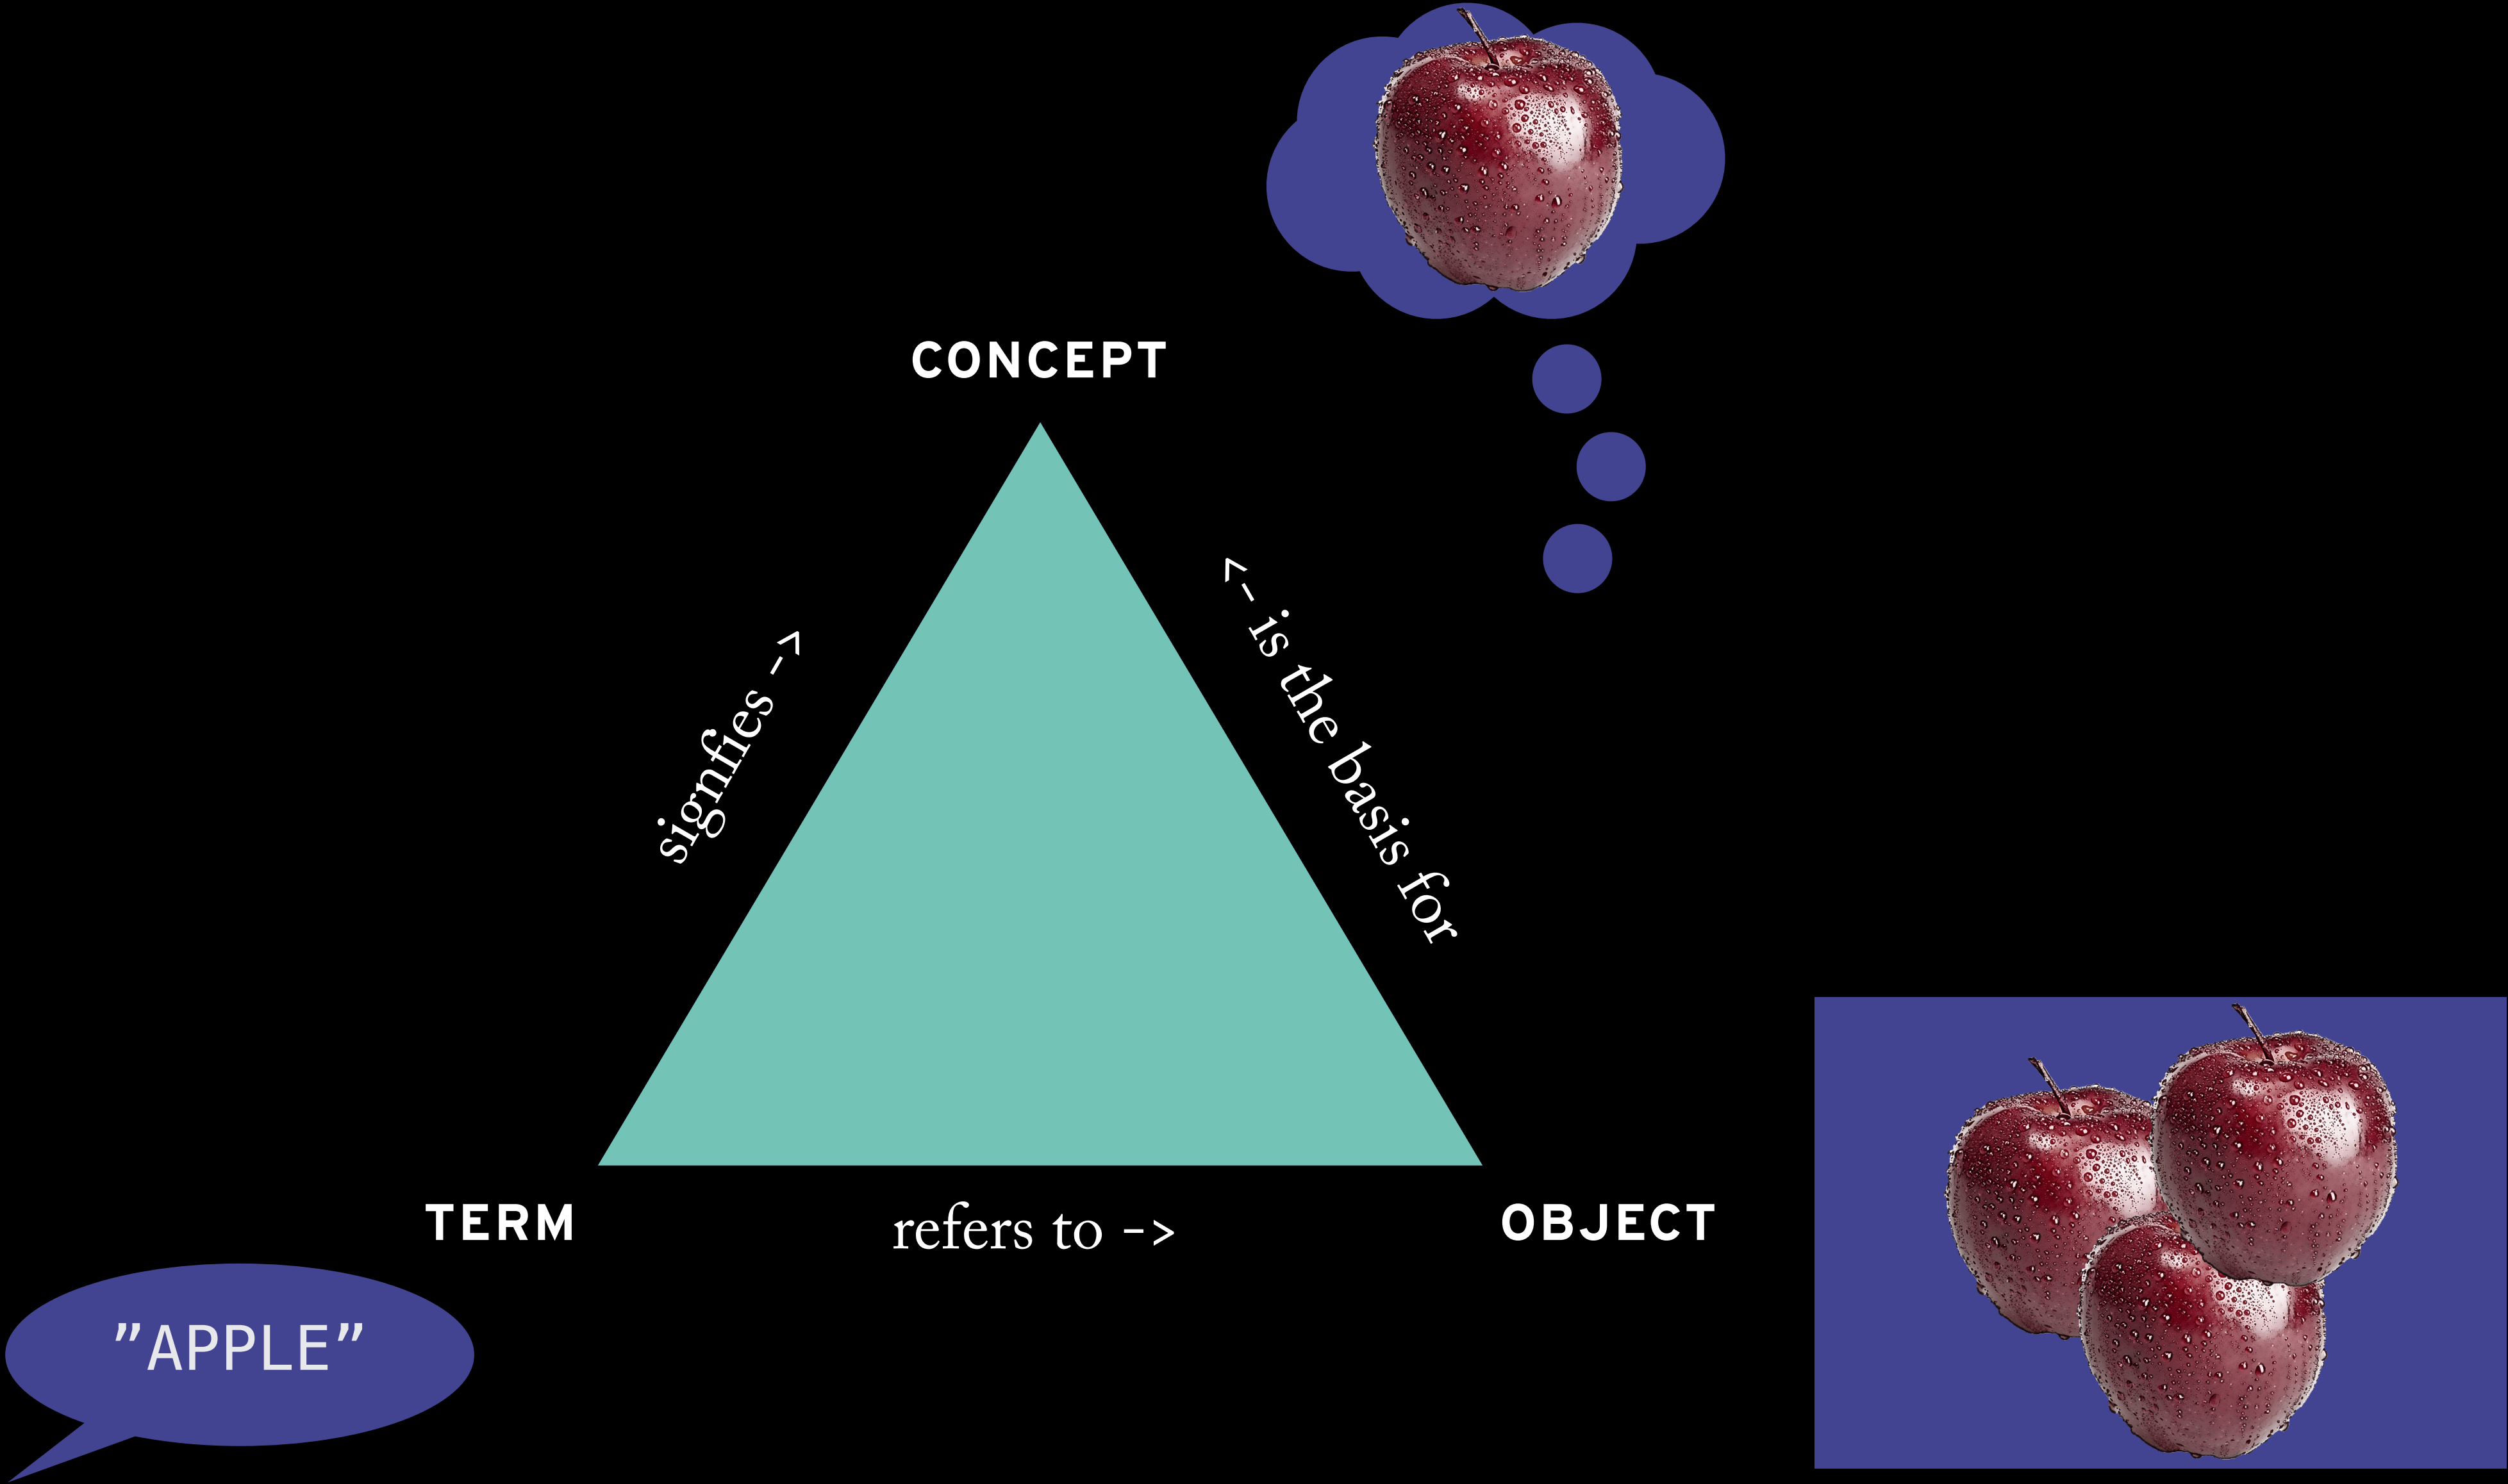 CONCEPT
signfies ->
<- is the basis for
TERM
refers to ->
OBJECT
”APPLE”